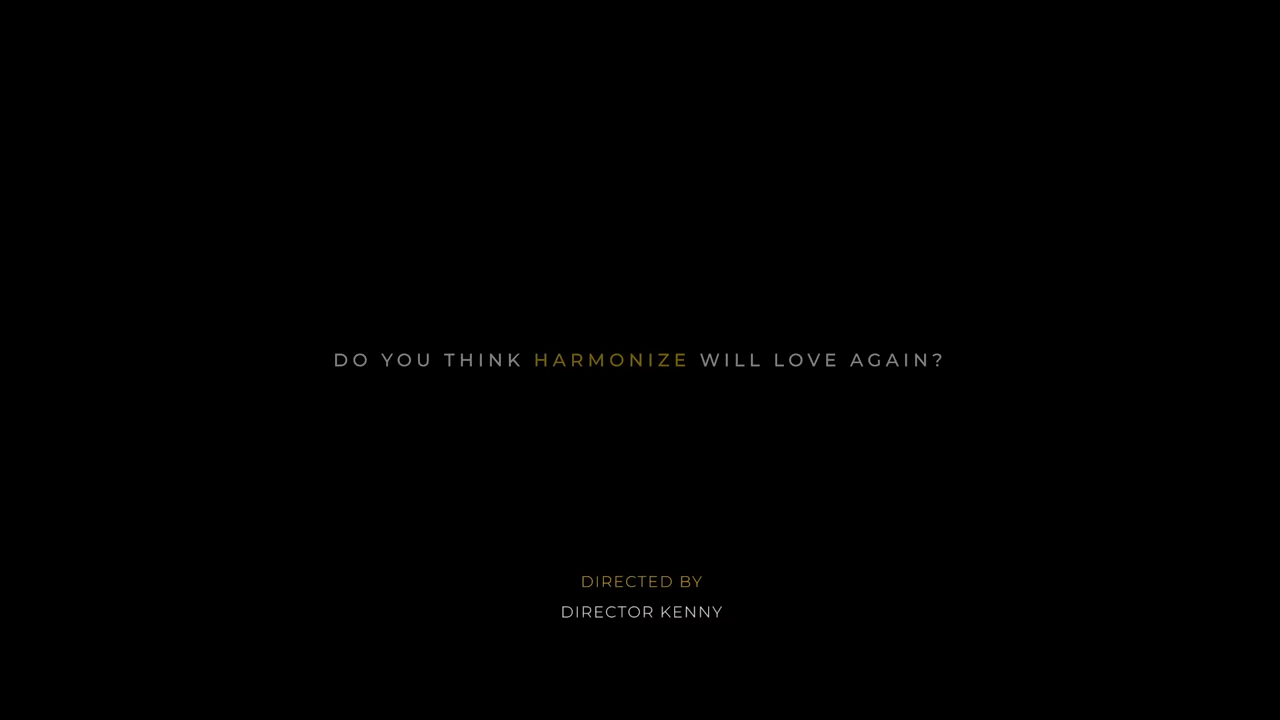 DO YOU THINK HARMONIZE WILL LOVE AGAIN?
DIRECTED BY
DIRECTOR KENNY